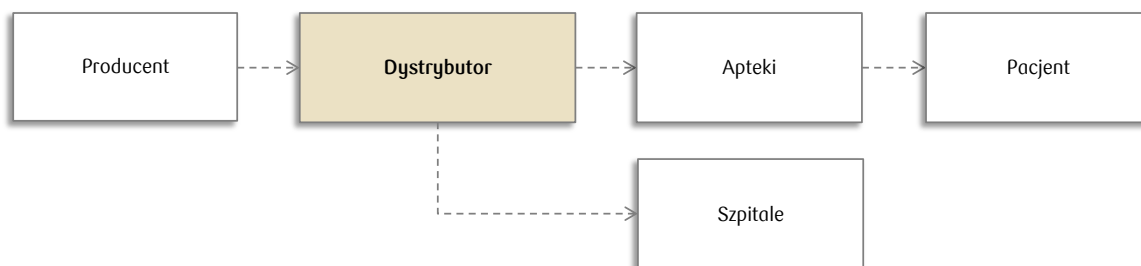 Producent
Dystrybutor
Apteki
Pacjent
Szpitale